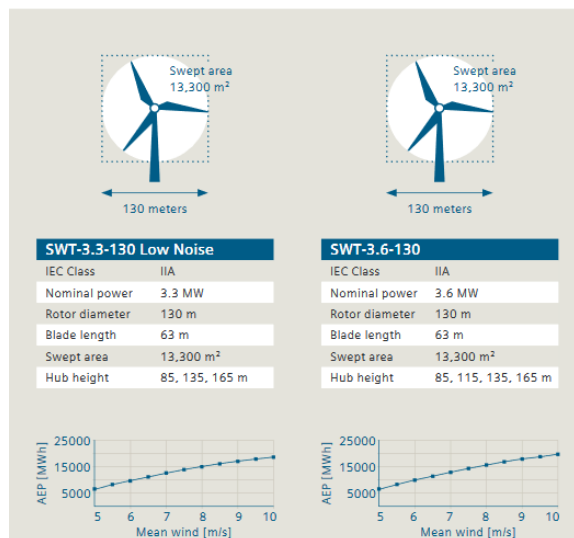 Swept area
13,300 m²
130 meters
SWT-3.3-130 Low Noise
IEC Class IIA
Nominal power 3.3 MW
Rotor diameter 130 m
Blade length 63 m
Swept area 13,300 m²
Hub height 85, 135, 165 m
AEP [MWh]
25000
15000
5000
5 6 7 8 9 10
Mean wind [m/s]
Swept area
13,300 m²
130 meters
SWT-3.6-130
IEC Class IIA
Nominal power 3.6 MW
Rotor diameter 130 m
Blade length 63 m
Swept area 13,300 m²
Hub height 85, 115, 135, 165 m
AEP [MWh]
25000
15000
5000
5 6 7 8 9 10
Mean wind [m/s]